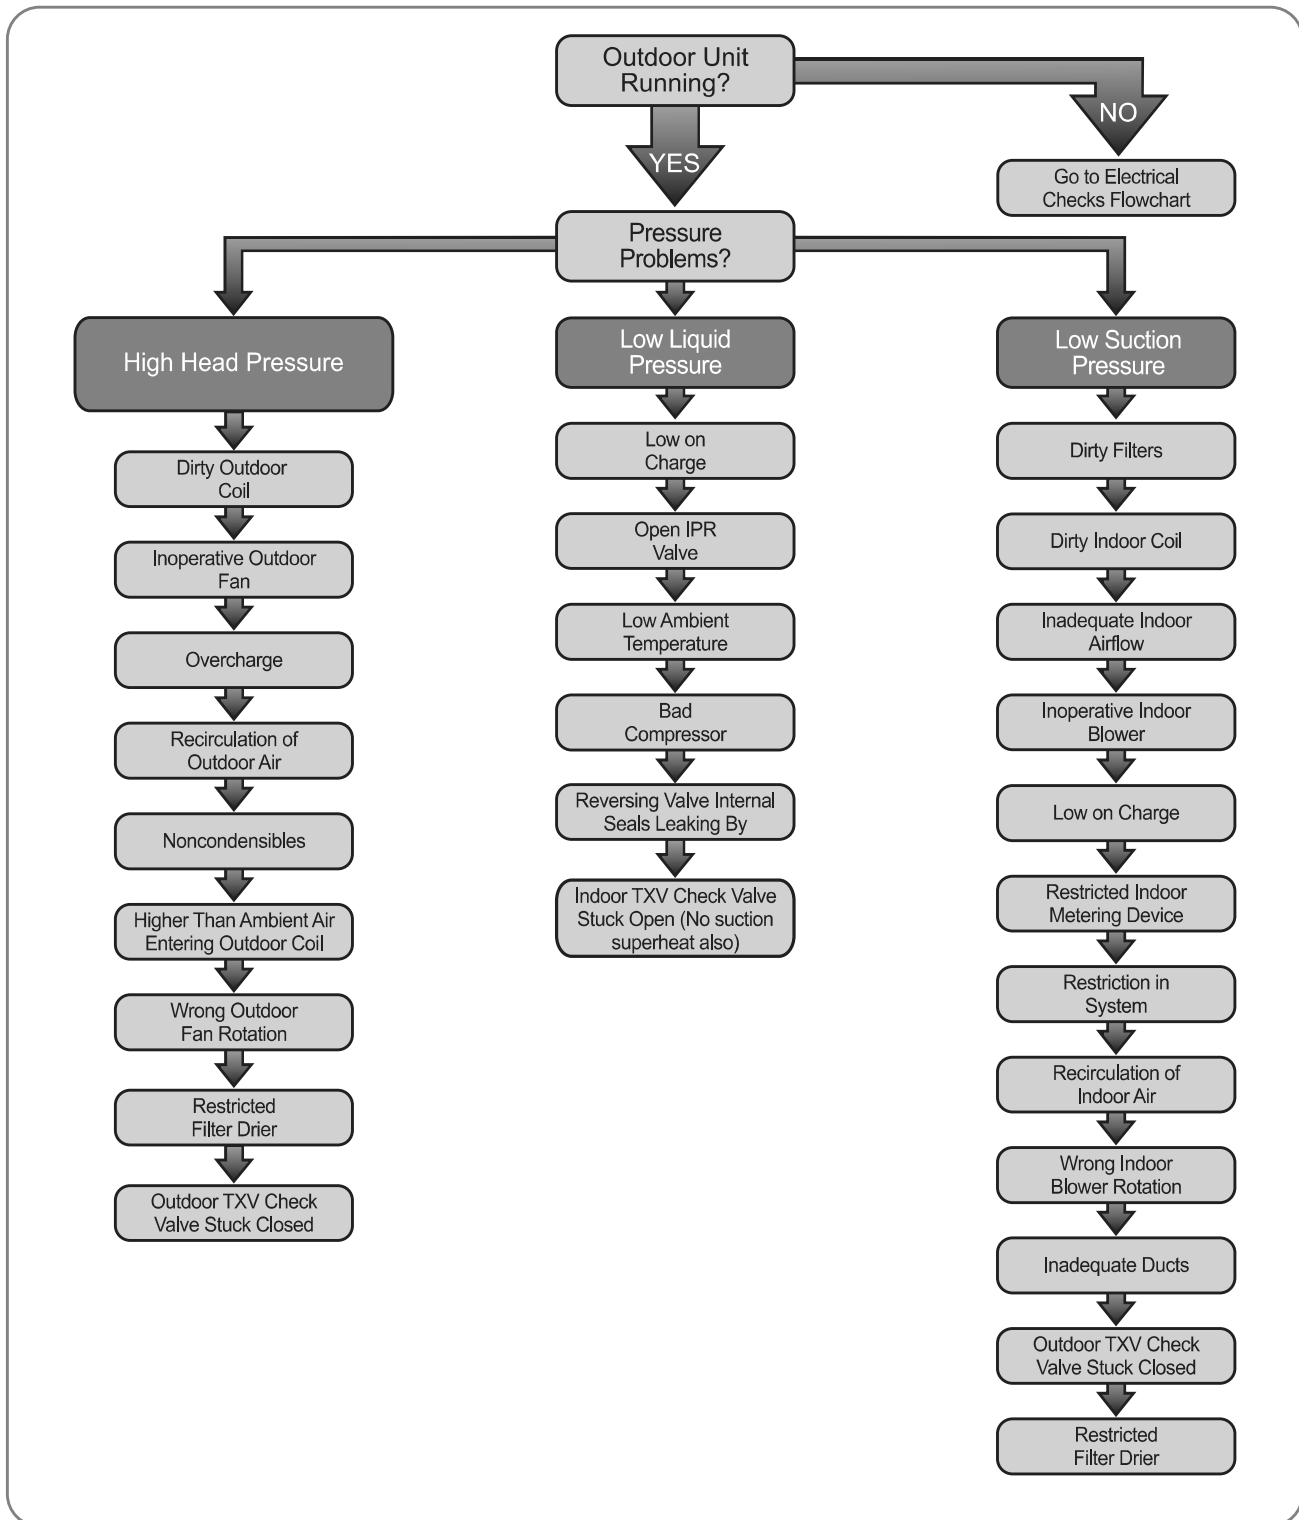 Outdoor Unit
Running?
NO
YES
Go to Electrical
Checks Flowchart
Pressure
Problems?
High Head Pressure
Dirty Outdoor
Coil
Inoperative Outdoor
Fan
Overcharge
Recirculation of
Outdoor Air
Noncondensibles
Higher Than Ambient Air
Entering Outdoor Coil
Wrong Outdoor
Fan Rotation
Restricted
Filter Drier
Outdoor TXV Check
Valve Stuck Closed
Low Liquid
Pressure
Low on
Charge
Open IPR
Valve
Low Ambient
Temperature
Bad
Compressor
Reversing Valve Internal
Seals Leaking By
Indoor TXV Check Valve
Stuck Open (No suction
superheat also)
Low Suction
Pressure
Dirty Filters
Dirty Indoor Coil
Inadequate Indoor
Airflow
Inoperative Indoor
Blower
Low on Charge
Restricted Indoor
Metering Device
Restriction in
System
Recirculation of
Indoor Air
Wrong Indoor
Blower Rotation
Inadequate Ducts
Outdoor TXV Check
Valve Stuck Closed
Restricted
Filter Drier